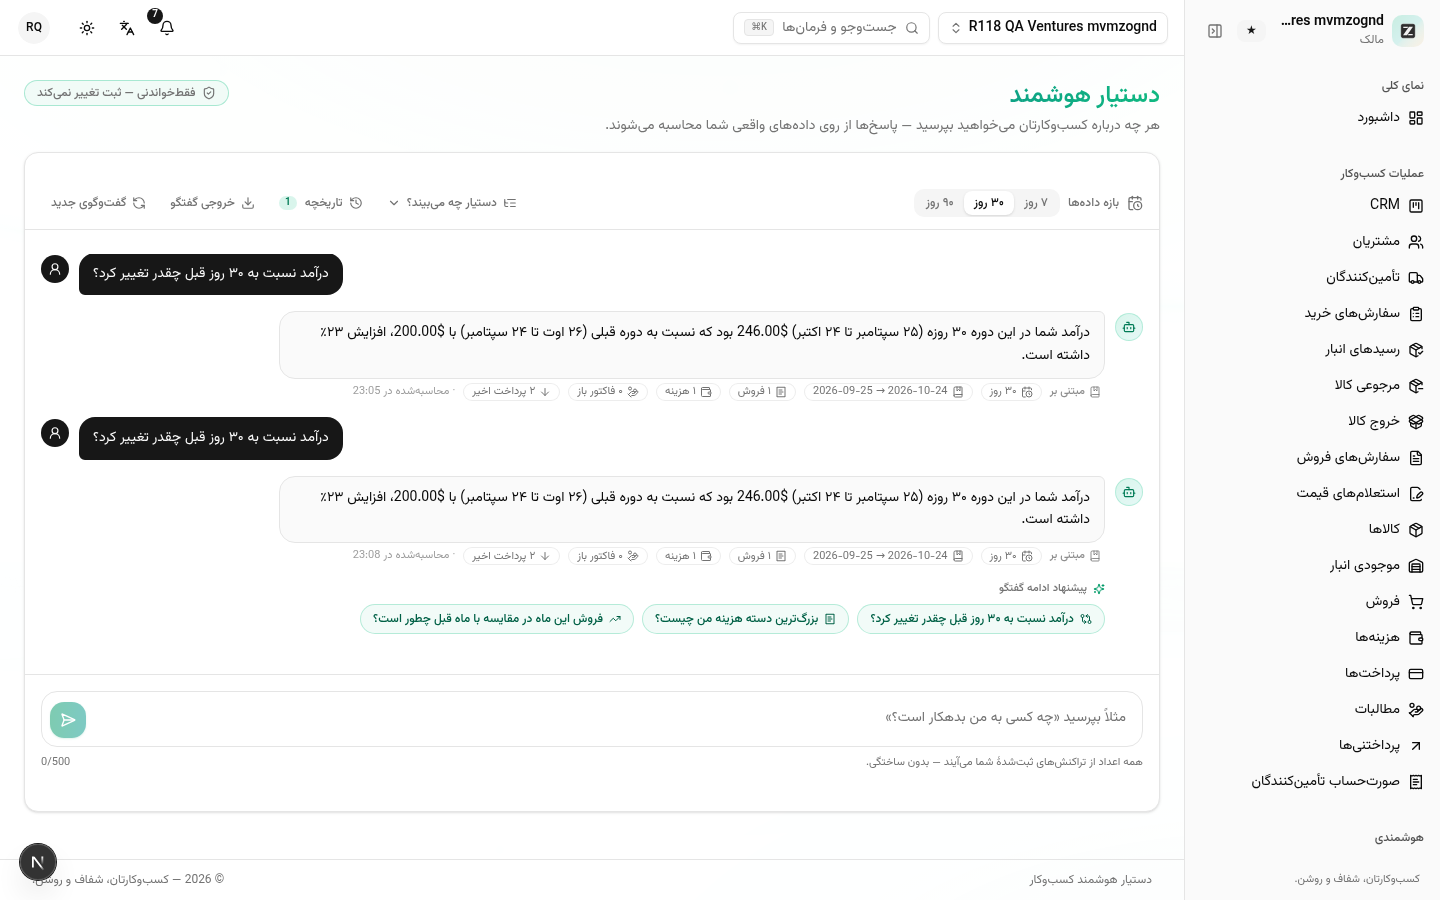 ...res mvmzognd
مالک
نمای کلی
داشبورد
عملیات کسب‌وکار
CRM
مشتریان
تأمین‌کنندگان
سفارش‌های خرید
رسیدهای انبار
مرجوعی کالا
خروج کالا
سفارش‌های فروش
استعلام‌های قیمت
کالاها
موجودی انبار
فروش
هزینه‌ها
پرداخت‌ها
مطالبات
پرداختنی‌ها
صورت‌حساب تأمین‌کنندگان
هوشمندی
کسب‌وکارتان، شفاف و روشن.
R118 QA Ventures mvmzognd
جست‌وجو و فرمان‌ها ⌘K
7
RQ
دستیار هوشمند
فقط‌خواندنی — ثبت تغییر نمی‌کند
هر چه درباره کسب‌وکارتان می‌خواهید بپرسید — پاسخ‌ها از روی داده‌های واقعی شما محاسبه می‌شوند.
بازه داده‌ها ۷ روز ۳۰ روز ۹۰ روز
دستیار چه می‌بیند؟ تاریخچه 1 خروجی گفتگو گفت‌وگوی جدید
درآمد نسبت به ۳۰ روز قبل چقدر تغییر کرد؟
درآمد شما در این دوره ۳۰ روزه (۲۵ سپتامبر تا ۲۴ اکتبر) $246.00 بود که نسبت به دوره قبلی (۲۶ اوت تا ۲۴ سپتامبر) با $200.00، افزایش ۲۳٪
داشته است.
مبتنی بر ۳۰ روز 2026-09-25 → 2026-10-24 ۱ فروش ۱ هزینه ۰ فاکتور باز ۲ پرداخت اخیر · محاسبه‌شده در 23:05
درآمد نسبت به ۳۰ روز قبل چقدر تغییر کرد؟
درآمد شما در این دوره ۳۰ روزه (۲۵ سپتامبر تا ۲۴ اکتبر) $246.00 بود که نسبت به دوره قبلی (۲۶ اوت تا ۲۴ سپتامبر) با $200.00، افزایش ۲۳٪
داشته است.
مبتنی بر ۳۰ روز 2026-09-25 → 2026-10-24 ۱ فروش ۱ هزینه ۰ فاکتور باز ۲ پرداخت اخیر · محاسبه‌شده در 23:08
پیشنهاد ادامه گفتگو
درآمد نسبت به ۳۰ روز قبل چقدر تغییر کرد؟ بزرگ‌ترین دسته هزینه من چیست؟ فروش این ماه در مقایسه با ماه قبل چطور است؟
مثلاً بپرسید «چه کسی به من بدهکار است؟»
همه اعداد از تراکنش‌های ثبت‌شدهٔ شما می‌آیند — بدون ساختگی.
0/500
دستیار هوشمند کسب‌وکار
© 2026 — کسب‌وکارتان، شفاف و روشن.